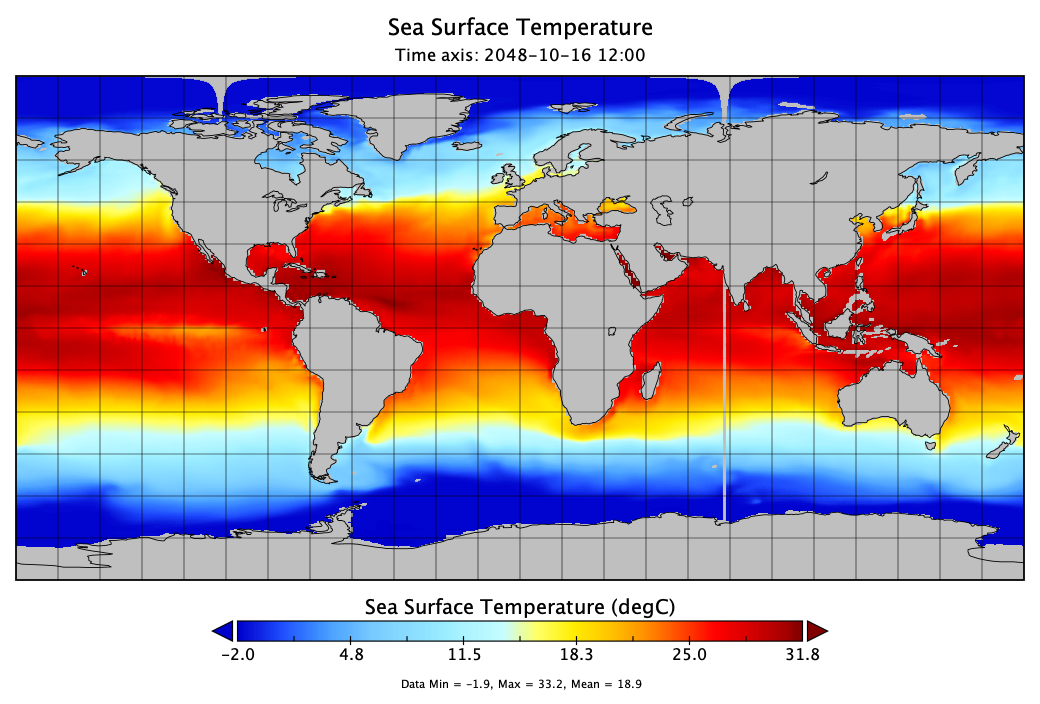 Sea Surface Temperature
Time axis: 2048-10-16 12:00
Sea Surface Temperature (degC)
-2.0 4.8 11.5 18.3 25.0 31.8
Data Min = -1.9, Max = 33.2, Mean = 18.9